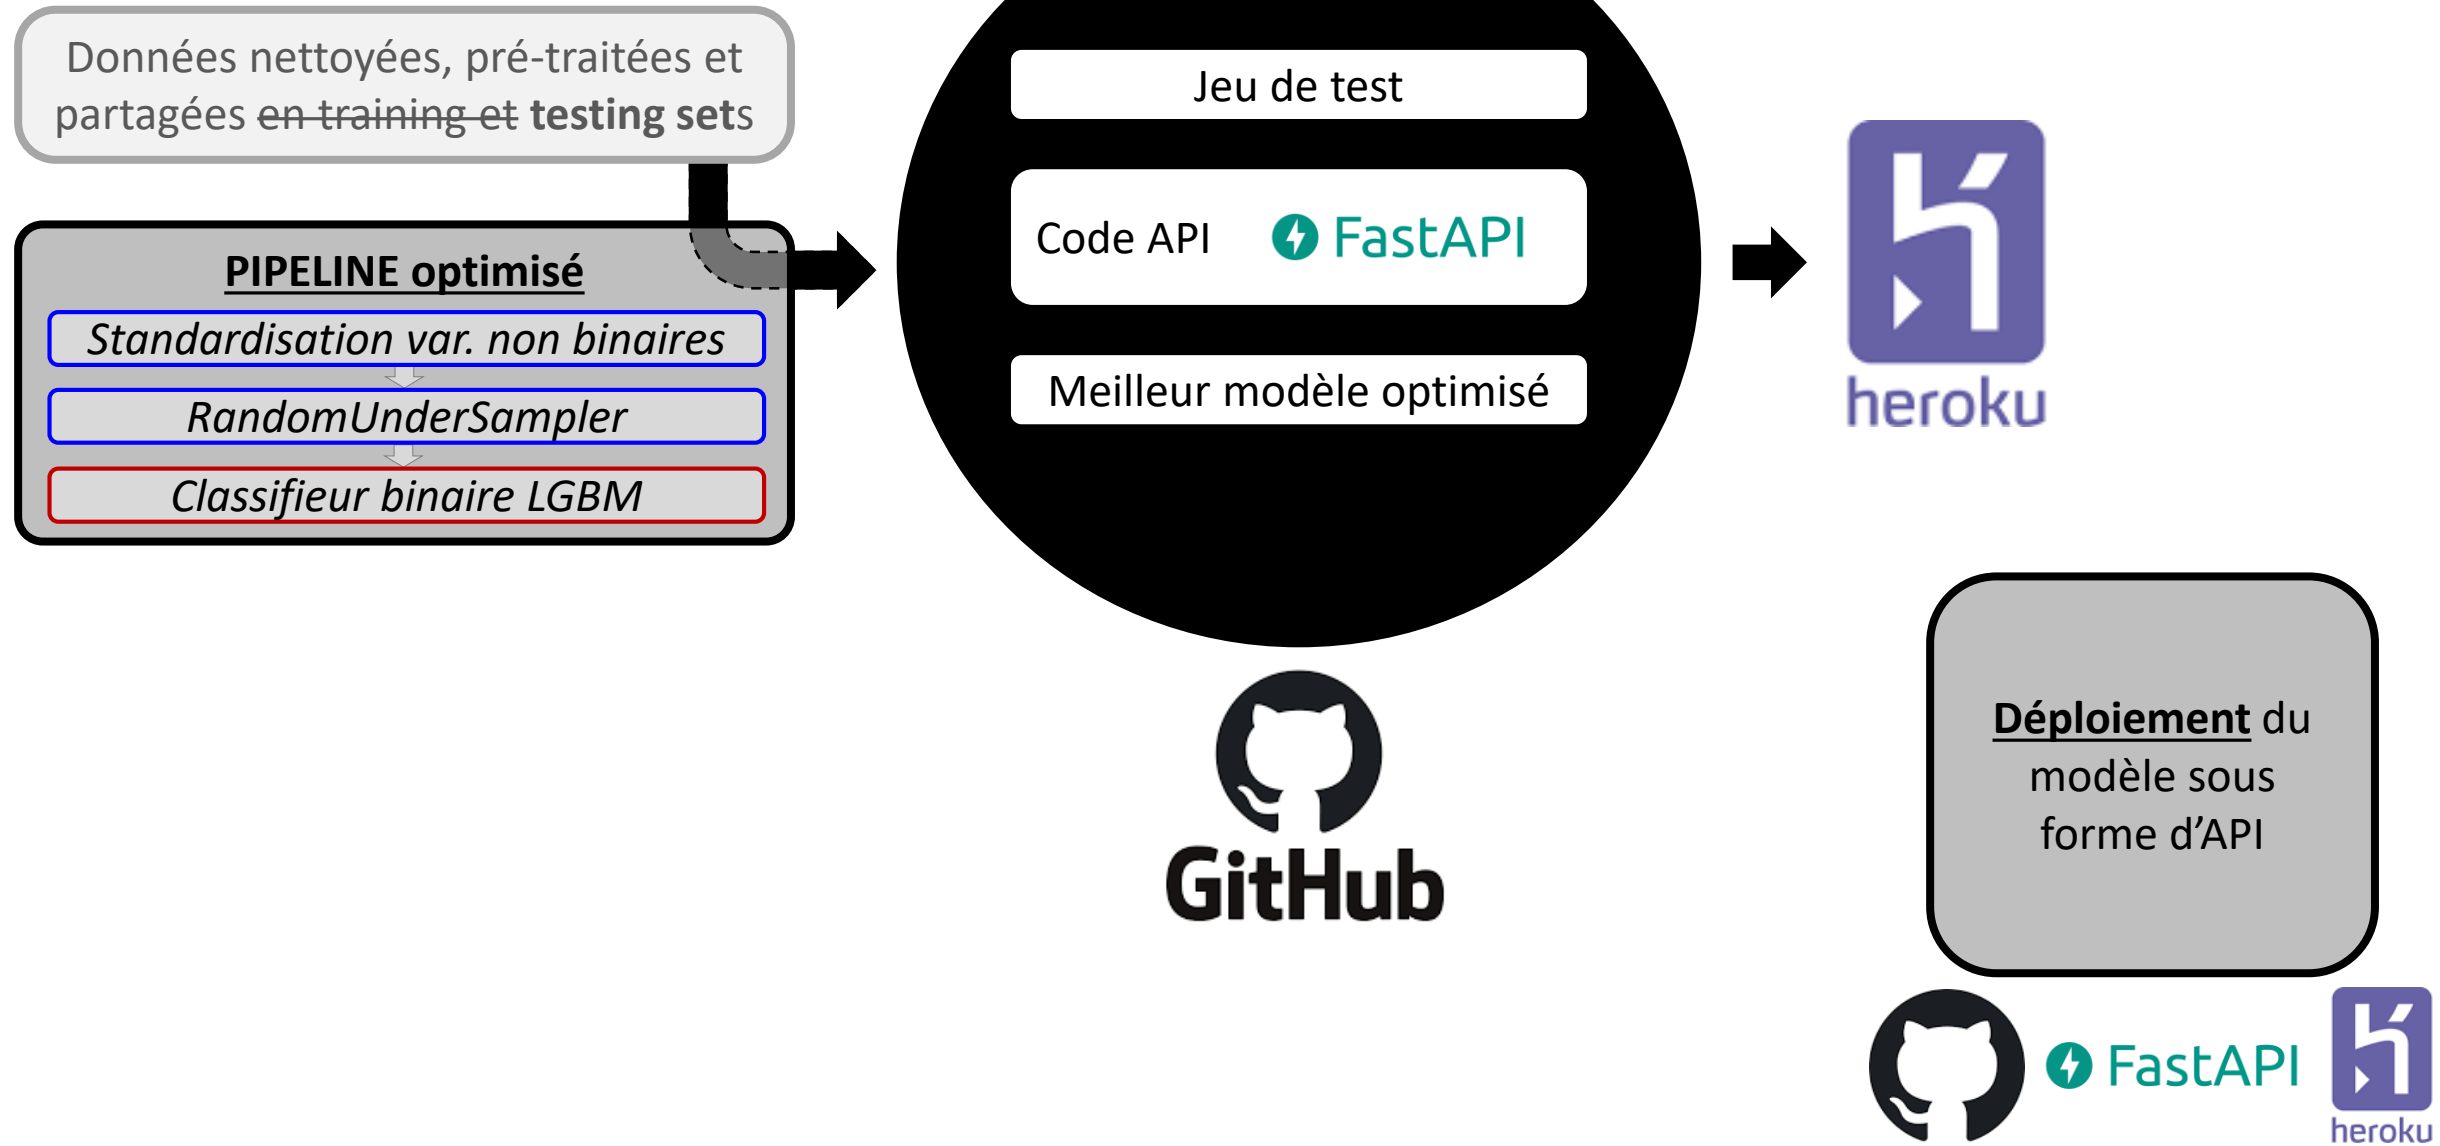 Données nettoyées, pré-traitées et
partagées en training et testing sets
PIPELINE optimisé
Standardisation var. non binaires
RandomUnderSampler
Classifieur binaire LGBM
Jeu de test
Code API
FastAPI
Meilleur modèle optimisé
GitHub
heroku
Déploiement du
modèle sous
forme d’API
FastAPI
heroku